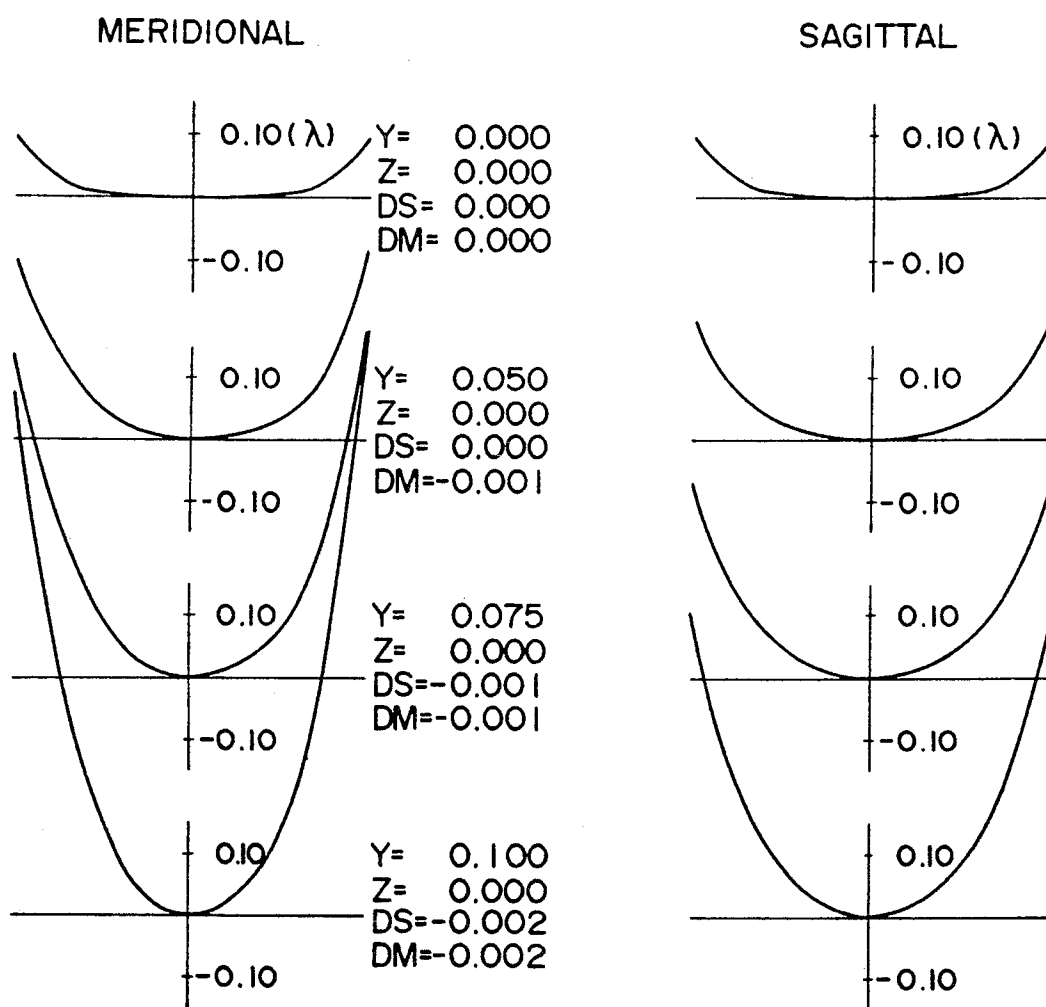 MERIDIONAL
SAGITTAL
0.10 (λ)
-0.10
Y= 0.000
Z= 0.000
DS= 0.000
DM= 0.000
0.10 (λ)
-0.10
0.10
-0.10
Y= 0.050
Z= 0.000
DS= 0.000
DM=-0.001
0.10
-0.10
0.10
-0.10
Y= 0.075
Z= 0.000
DS=-0.001
DM=-0.001
0.10
-0.10
0.10
-0.10
Y= 0.100
Z= 0.000
DS=-0.002
DM=-0.002
0.10
-0.10